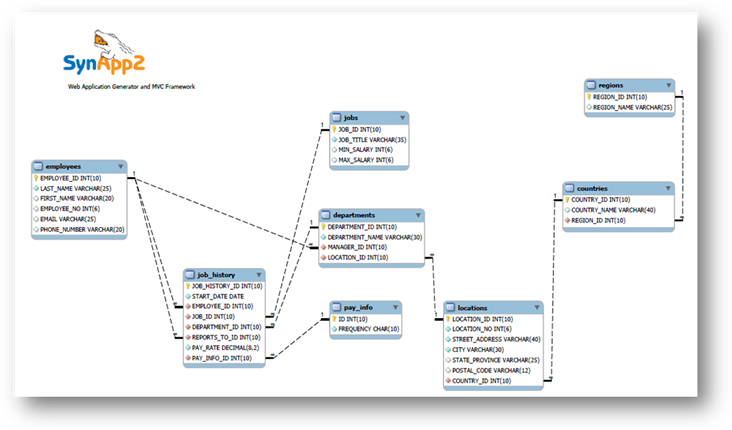 SynApp2
Web Application Generator and MVC Framework
regions
REGION_ID INT(10)
REGION_NAME VARCHAR(25)
jobs
JOB_ID INT(10)
JOB_TITLE VARCHAR(35)
MIN_SALARY INT(6)
MAX_SALARY INT(6)
employees
EMPLOYEE_ID INT(10)
LAST_NAME VARCHAR(25)
FIRST_NAME VARCHAR(20)
EMPLOYEE_NO INT(6)
EMAIL VARCHAR(25)
PHONE_NUMBER VARCHAR(20)
countries
COUNTRY_ID INT(10)
COUNTRY_NAME VARCHAR(40)
REGION_ID INT(10)
departments
DEPARTMENT_ID INT(10)
DEPARTMENT_NAME VARCHAR(30)
MANAGER_ID INT(10)
LOCATION_ID INT(10)
job_history
JOB_HISTORY_ID INT(10)
START_DATE DATE
EMPLOYEE_ID INT(10)
JOB_ID INT(10)
DEPARTMENT_ID INT(10)
REPORTS_TO_ID INT(10)
PAY_RATE DECIMAL(8,2)
PAY_INFO_ID INT(10)
pay_info
ID INT(10)
FREQUENCY CHAR(10)
locations
LOCATION_ID INT(10)
LOCATION_NO INT(6)
STREET_ADDRESS VARCHAR(40)
CITY VARCHAR(30)
STATE_PROVINCE VARCHAR(25)
POSTAL_CODE VARCHAR(12)
COUNTRY_ID INT(10)